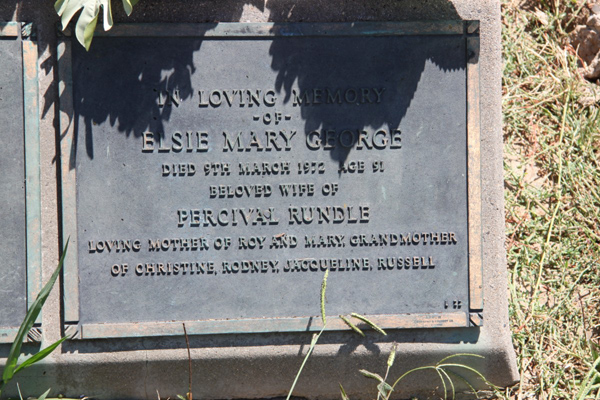 IN LOVING MEMORY
-OF-
ELSIE MARY GEORGE
DIED 9TH MARCH 1972 AGE 91
BELOVED WIFE OF
PERCIVAL RUNDLE
LOVING MOTHER OF ROY AND MARY, GRANDMOTHER
OF CHRISTINE, RODNEY, JACQUELINE, RUSSELL